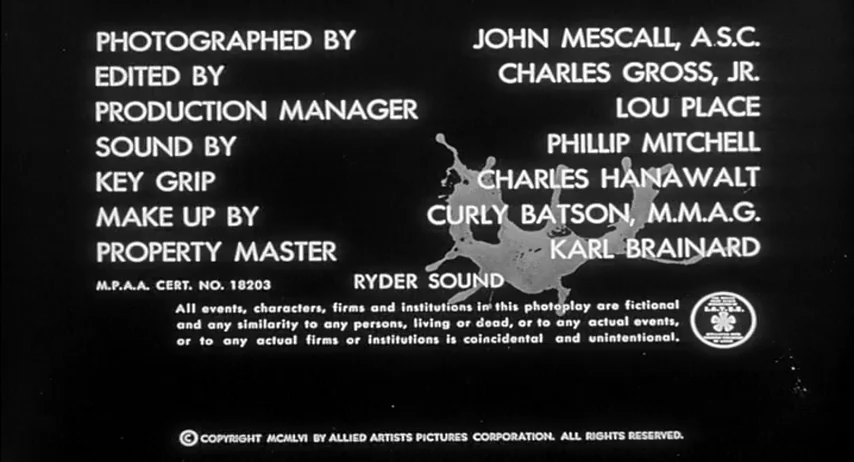 PHOTOGRAPHED BY JOHN MESCALL, A.S.C.
EDITED BY CHARLES GROSS, JR.
PRODUCTION MANAGER LOU PLACE
SOUND BY PHILLIP MITCHELL
KEY GRIP CHARLES HANAWALT
MAKE UP BY CURLY BATSON, M.M.A.G.
PROPERTY MASTER KARL BRAINARD
M.P.A.A. CERT. NO. 18203 RYDER SOUND
All events, characters, firms and institutions in this photoplay are fictional
and any similarity to any persons, living or dead, or to any actual events,
or to any actual firms or institutions is coincidental and unintentional.
I.A.T.S.E.
© COPYRIGHT MCMLVI BY ALLIED ARTISTS PICTURES CORPORATION. ALL RIGHTS RESERVED.